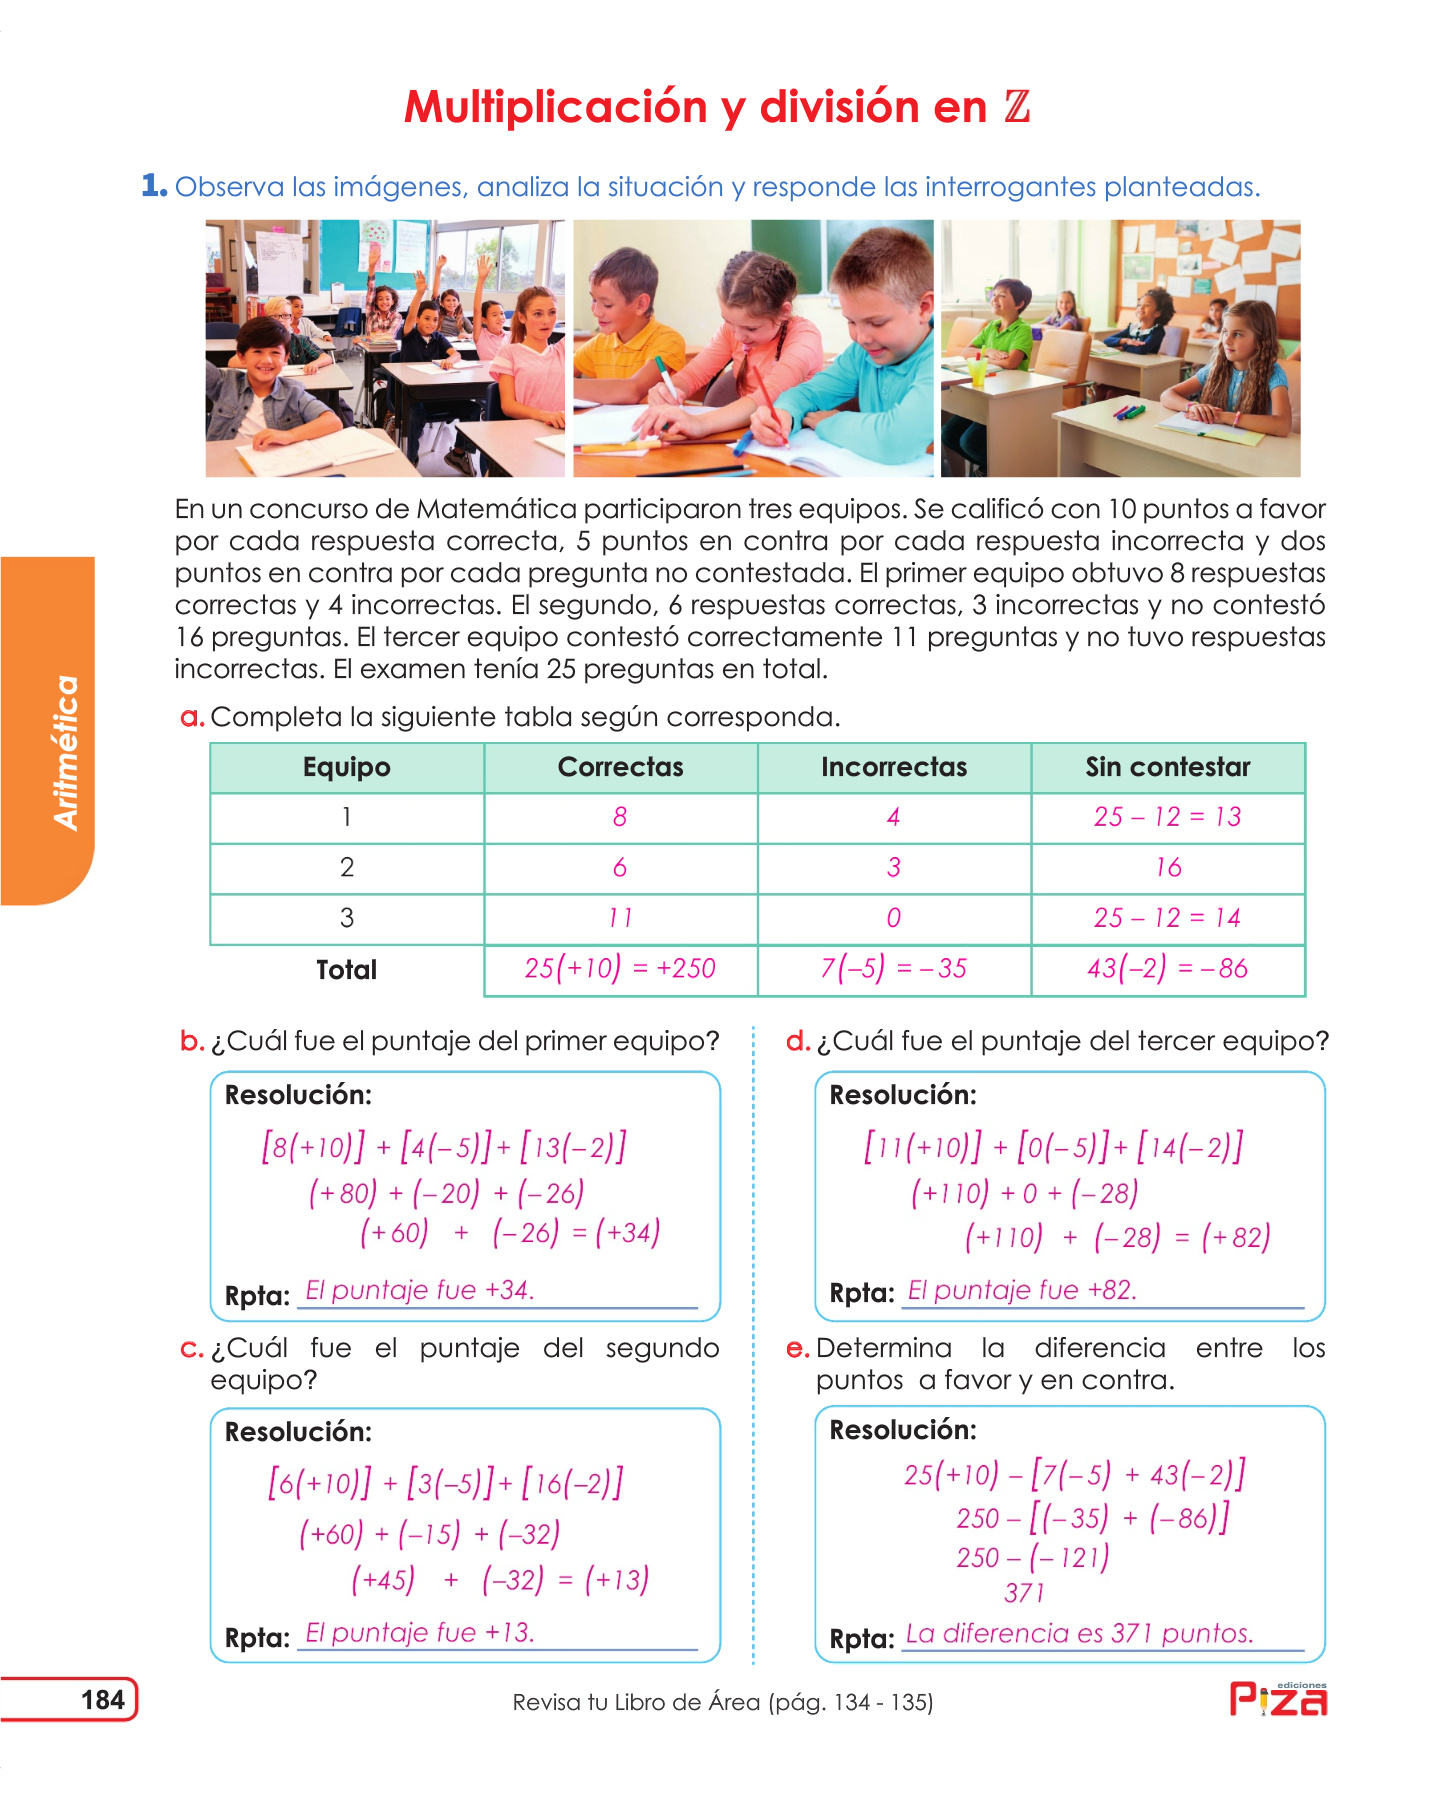 Multiplicación y división en ℤ
1. Observa las imágenes, analiza la situación y responde las interrogantes planteadas.
En un concurso de Matemática participaron tres equipos. Se calificó con 10 puntos a favor
por cada respuesta correcta, 5 puntos en contra por cada respuesta incorrecta y dos
puntos en contra por cada pregunta no contestada. El primer equipo obtuvo 8 respuestas
correctas y 4 incorrectas. El segundo, 6 respuestas correctas, 3 incorrectas y no contestó
16 preguntas. El tercer equipo contestó correctamente 11 preguntas y no tuvo respuestas
incorrectas. El examen tenía 25 preguntas en total.
Aritmética
a. Completa la siguiente tabla según corresponda.
Equipo Correctas Incorrectas Sin contestar
1 8 4 25 – 12 = 13
2 6 3 16
3 11 0 25 – 12 = 14
Total 25(+10) = +250 7(–5) = –35 43(–2) = –86
b. ¿Cuál fue el puntaje del primer equipo?
Resolución:
[8(+10)] + [4(–5)]+ [13(–2)]
(+80) + (–20) + (–26)
(+60) + (–26) = (+34)
Rpta: El puntaje fue +34.
c. ¿Cuál fue el puntaje del segundo
equipo?
Resolución:
[6(+10)] + [3(–5)]+ [16(–2)]
(+60) + (–15) + (–32)
(+45) + (–32) = (+13)
Rpta: El puntaje fue +13.
d. ¿Cuál fue el puntaje del tercer equipo?
Resolución:
[11(+10)] + [0(–5)]+ [14(–2)]
(+110) + 0 + (–28)
(+110) + (–28) = (+82)
Rpta: El puntaje fue +82.
e. Determina la diferencia entre los
puntos a favor y en contra.
Resolución:
25(+10) – [7(–5) + 43(–2)]
250 – [(–35) + (–86)]
250 – (–121)
371
Rpta: La diferencia es 371 puntos.
184
Revisa tu Libro de Área (pág. 134 - 135)
ediciones
Piza